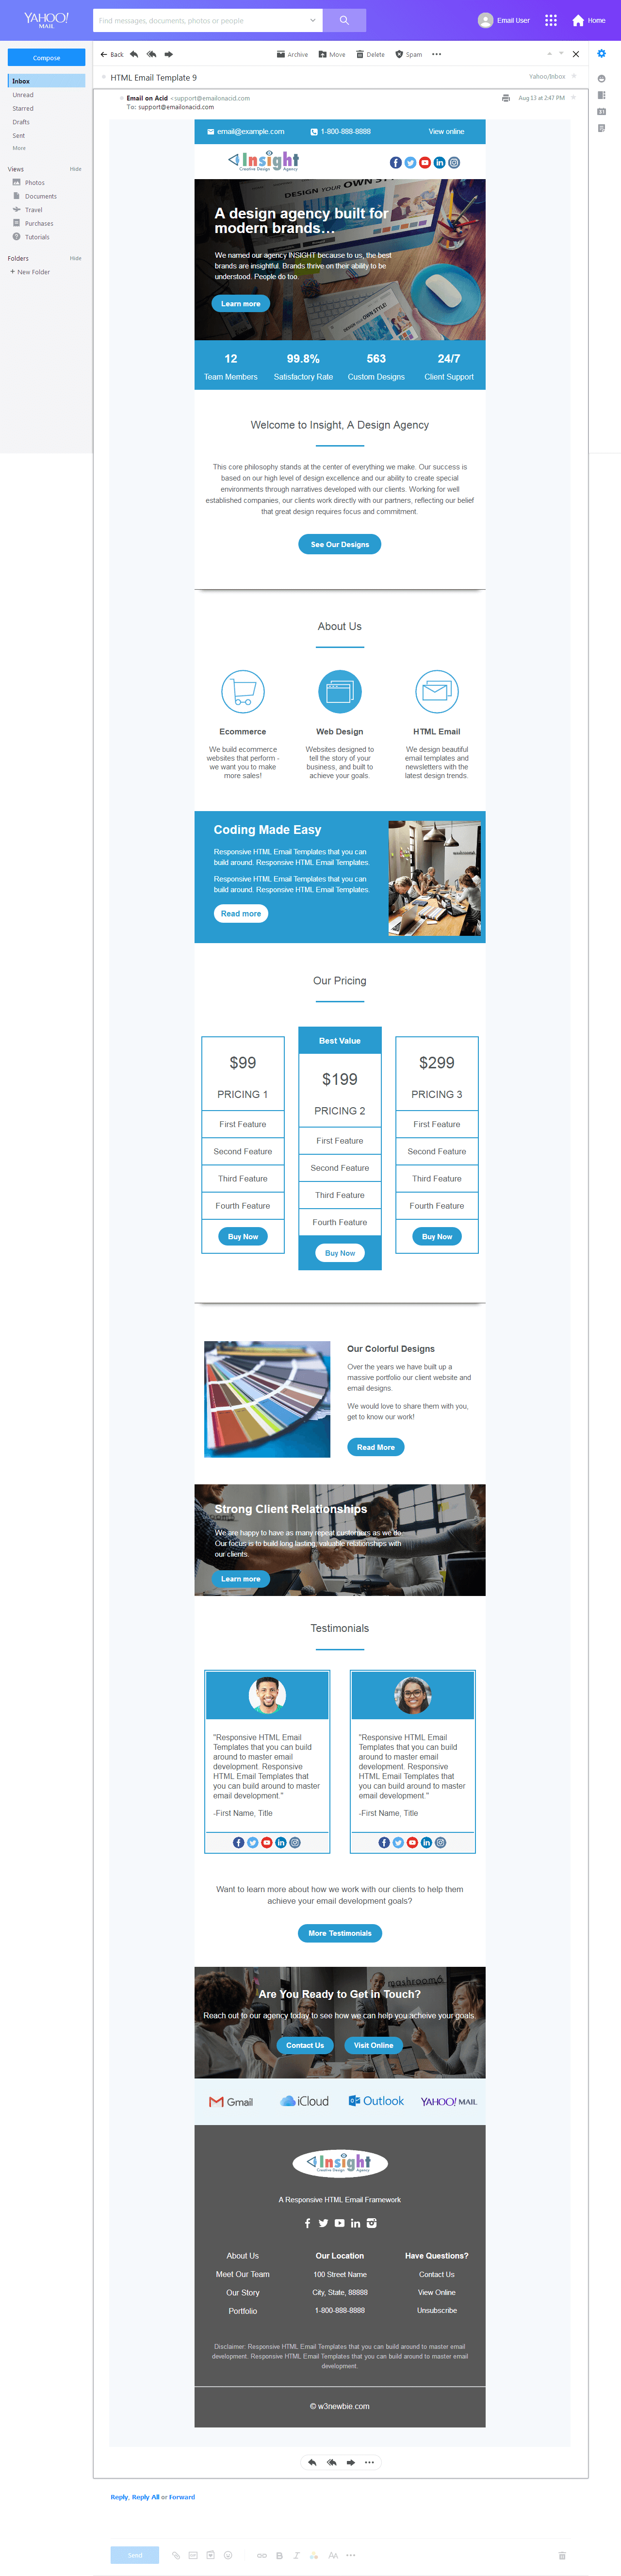 YAHOO!
MAIL
Find messages, documents, photos or people
Email User
Home
Compose
Inbox
Unread
Starred
Drafts
Sent
More
Views Hide
Photos
Documents
Travel
Purchases
Tutorials
Folders Hide
+ New Folder
Back Archive Move Delete Spam
HTML Email Template 9
Yahoo/Inbox
Email on Acid <support@emailonacid.com
To: support@emailonacid.com
Aug 13 at 2:47 PM
email@example.com 1-800-888-8888 View online
Insight
Creative Design Agency
A design agency built for
modern brands...
We named our agency INSIGHT because to us, the best
brands are insightful. Brands thrive on their ability to be
understood. People do too.
Learn more
12 99.8% 563 24/7
Team Members Satisfactory Rate Custom Designs Client Support
Welcome to Insight, A Design Agency
This core philosophy stands at the center of everything we make. Our success is
based on our high level of design excellence and our ability to create special
environments through narratives developed with our clients. Working for well
established companies, our clients work directly with our partners, reflecting our belief
that great design requires focus and commitment.
See Our Designs
About Us
Ecommerce
We build ecommerce
websites that perform -
we want you to make
more sales!
Web Design
Websites designed to
tell the story of your
business, and built to
achieve your goals.
HTML Email
We design beautiful
email templates and
newsletters with the
latest design trends.
Coding Made Easy
Responsive HTML Email Templates that you can
build around. Responsive HTML Email Templates.
Responsive HTML Email Templates that you can
build around. Responsive HTML Email Templates.
Read more
Our Pricing
$99
PRICING 1
First Feature
Second Feature
Third Feature
Fourth Feature
Buy Now
Best Value
$199
PRICING 2
First Feature
Second Feature
Third Feature
Fourth Feature
Buy Now
$299
PRICING 3
First Feature
Second Feature
Third Feature
Fourth Feature
Buy Now
Our Colorful Designs
Over the years we have built up a
massive portfolio our client website and
email designs.
We would love to share them with you,
get to know our work!
Read More
Strong Client Relationships
We are happy to have as many repeat customers as we do.
Our focus is to build long lasting, valuable relationships with
our clients.
Learn more
Testimonials
"Responsive HTML Email
Templates that you can build
around to master email
development. Responsive
HTML Email Templates that
you can build around to master
email development."
-First Name, Title
"Responsive HTML Email
Templates that you can build
around to master email
development. Responsive
HTML Email Templates that
you can build around to master
email development."
-First Name, Title
Want to learn more about how we work with our clients to help them
achieve your email development goals?
More Testimonials
mashroom6
Are You Ready to Get in Touch?
Reach out to our agency today to see how we can help you acheive your goals.
Contact Us Visit Online
Gmail iCloud Outlook YAHOO! MAIL
Insight
Creative Design Agency
A Responsive HTML Email Framework
About Us
Meet Our Team
Our Story
Portfolio
Our Location
100 Street Name
City, State, 88888
1-800-888-8888
Have Questions?
Contact Us
View Online
Unsubscribe
Disclaimer: Responsive HTML Email Templates that you can build around to master email
development. Responsive HTML Email Templates that you can build around to master email
development.
© w3newbie.com
Reply, Reply All or Forward
Send